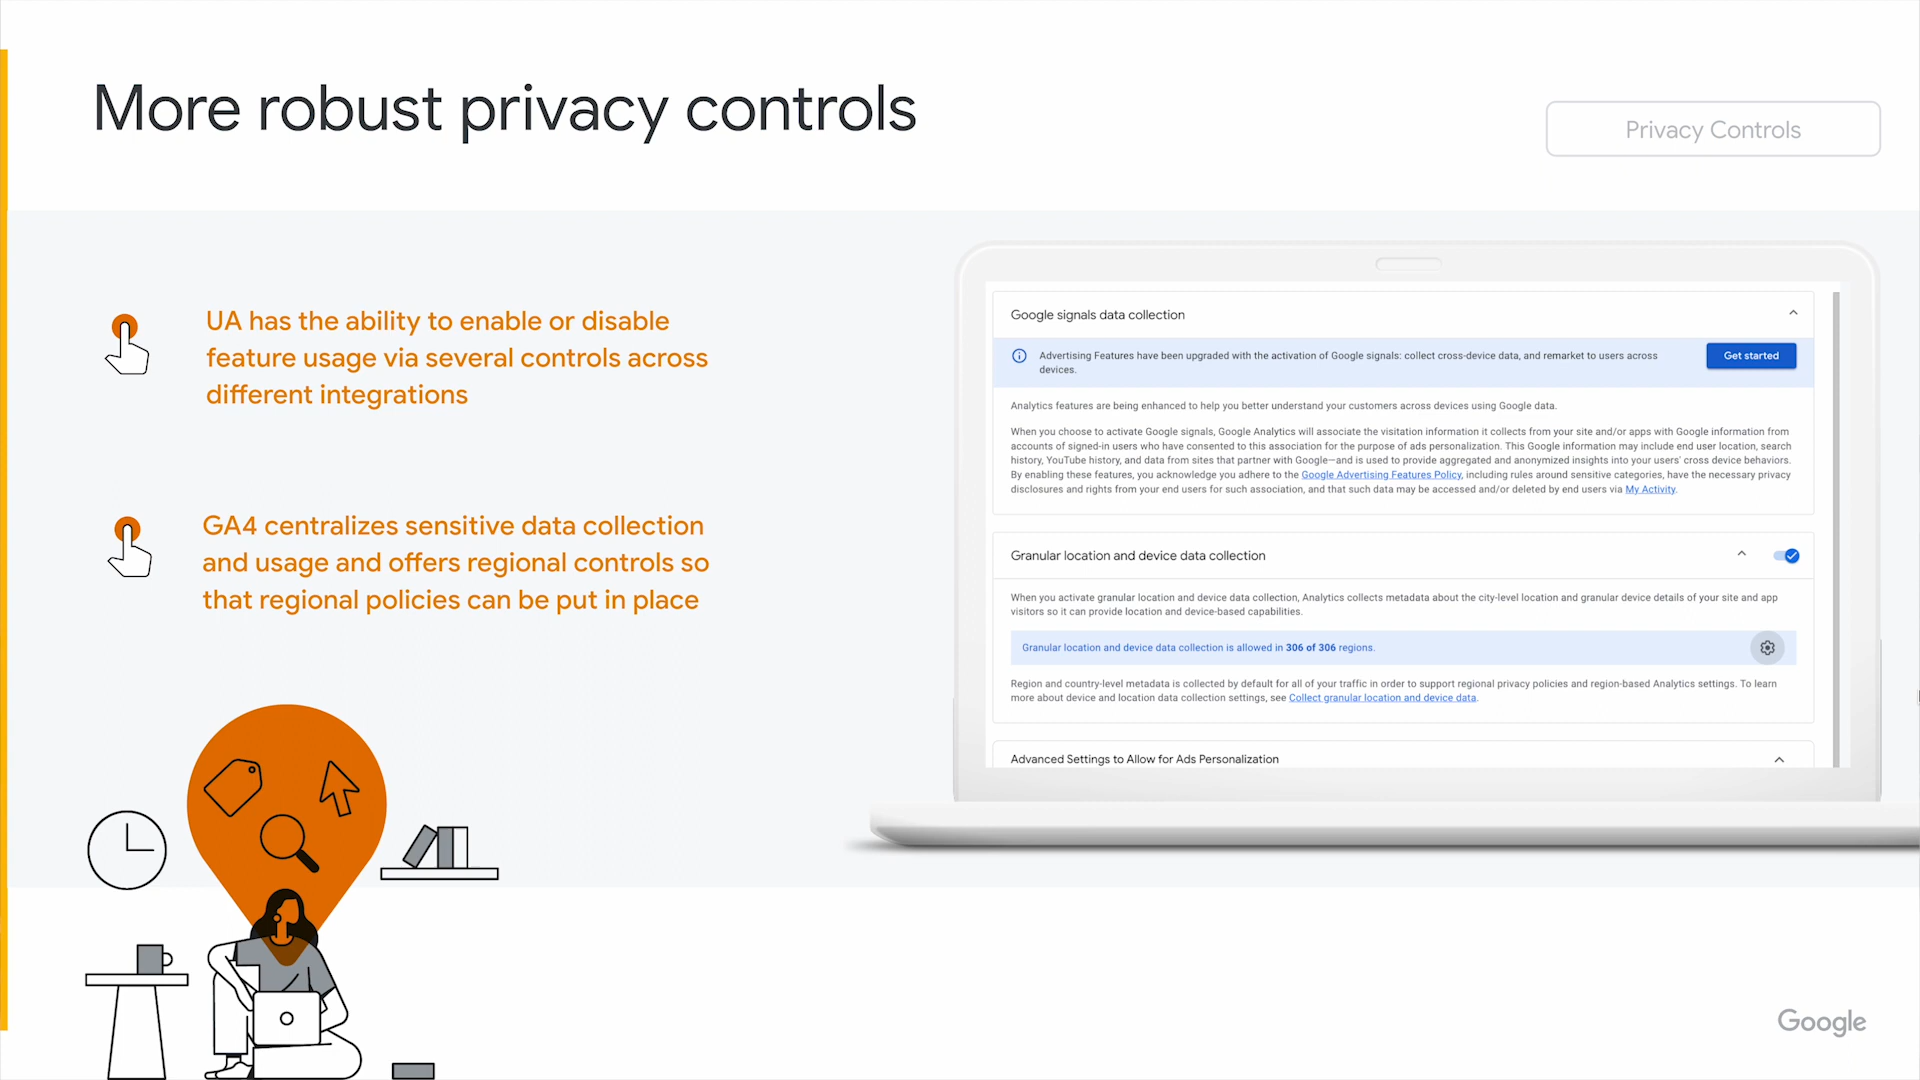 More robust privacy controls
Privacy Controls
UA has the ability to enable or disable
feature usage via several controls across
different integrations
GA4 centralizes sensitive data collection
and usage and offers regional controls so
that regional policies can be put in place
Google signals data collection
Advertising Features have been upgraded with the activation of Google signals: collect cross-device data, and remarket to users across
devices.
Get started
Analytics features are being enhanced to help you better understand your customers across devices using Google data.
When you choose to activate Google signals, Google Analytics will associate the visitation information it collects from your site and/or apps with Google information from
accounts of signed-in users who have consented to this association for the purpose of ads personalization. This Google information may include end user location, search
history, YouTube history, and data from sites that partner with Google—and is used to provide aggregated and anonymized insights into your users' cross device behaviors.
By enabling these features, you acknowledge you adhere to the Google Advertising Features Policy, including rules around sensitive categories, have the necessary privacy
disclosures and rights from your end users for such association, and that such data may be accessed and/or deleted by end users via My Activity.
Granular location and device data collection
When you activate granular location and device data collection, Analytics collects metadata about the city-level location and granular device details of your site and app
visitors so it can provide location and device-based capabilities.
Granular location and device data collection is allowed in 306 of 306 regions.
Region and country-level metadata is collected by default for all of your traffic in order to support regional privacy policies and region-based Analytics settings. To learn
more about device and location data collection settings, see Collect granular location and device data.
Advanced Settings to Allow for Ads Personalization
Google